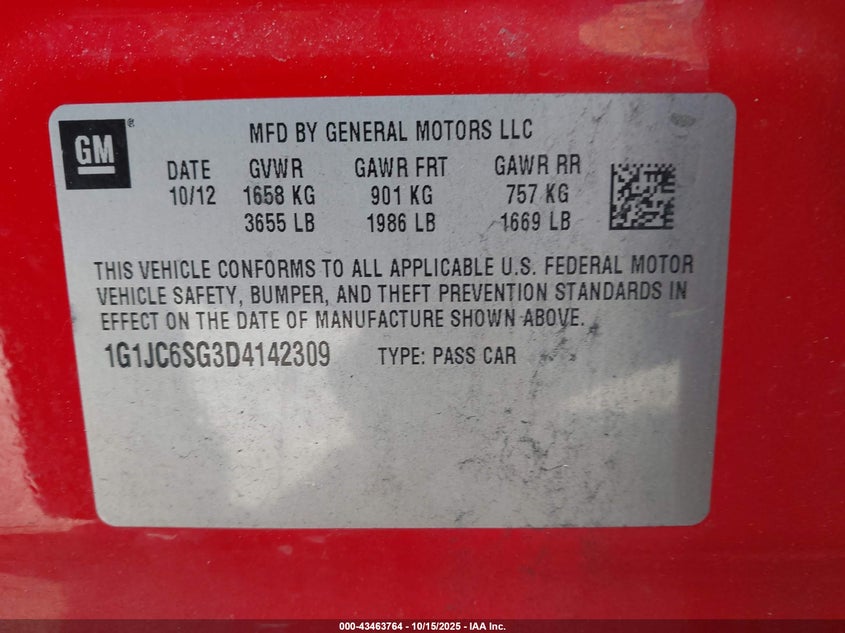 GM®
MFD BY GENERAL MOTORS LLC
DATE GVWR GAWR FRT GAWR RR
10/12 1658 KG 901 KG 757 KG
3655 LB 1986 LB 1669 LB
THIS VEHICLE CONFORMS TO ALL APPLICABLE U.S. FEDERAL MOTOR
VEHICLE SAFETY, BUMPER, AND THEFT PREVENTION STANDARDS IN
EFFECT ON THE DATE OF MANUFACTURE SHOWN ABOVE.
1G1JC6SG3D4142309 TYPE: PASS CAR
000-43463764 - 10/15/2025 - IAA Inc.